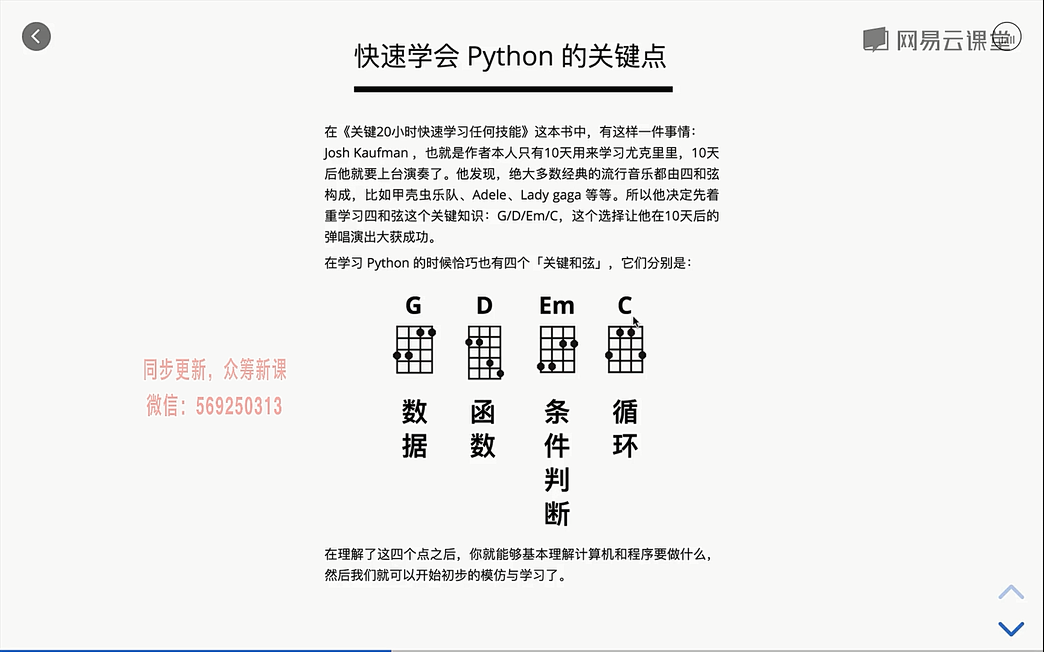 快速学会 Python 的关键点
网易云课堂
在《关键20小时快速学习任何技能》这本书中，有这样一件事情：
Josh Kaufman ，也就是作者本人只有10天用来学习尤克里里，10天
后他就要上台演奏了。他发现，绝大多数经典的流行音乐都由四和弦
构成，比如甲壳虫乐队、Adele、Lady gaga 等等。所以他决定先着
重学习四和弦这个关键知识：G/D/Em/C，这个选择让他在10天后的
弹唱演出大获成功。
在学习 Python 的时候恰巧也有四个「关键和弦」，它们分别是：
G D Em C
同步更新，众筹新课
微信：569250313
数据
函数
条件判断
循环
在理解了这四个点之后，你就能够基本理解计算机和程序要做什么，
然后我们就可以开始初步的模仿与学习了。